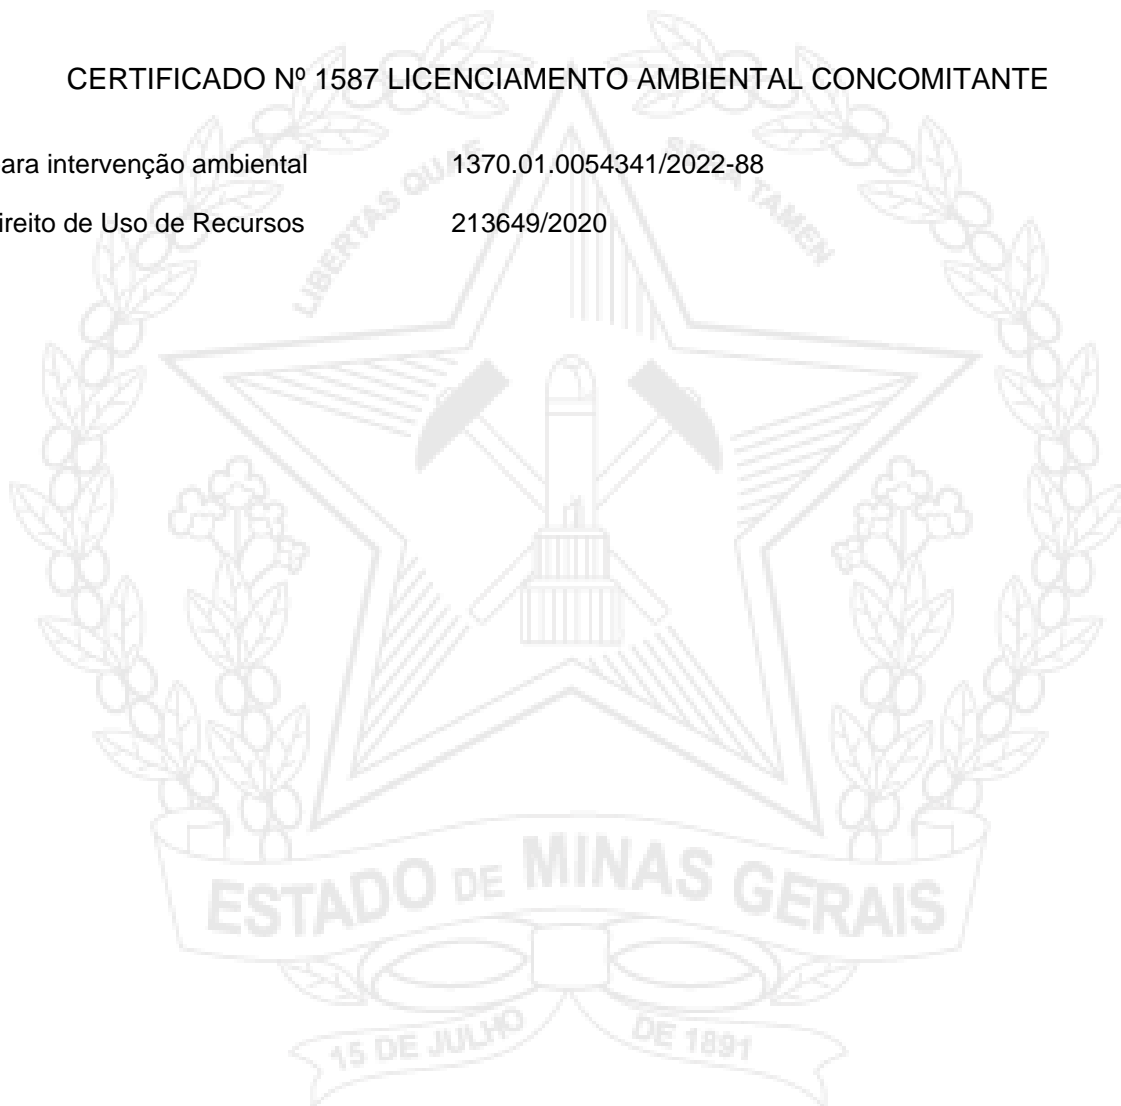 CERTIFICADO Nº 1587 LICENCIAMENTO AMBIENTAL CONCOMITANTE
ara intervenção ambiental 1370.01.0054341/2022-88
ireito de Uso de Recursos 213649/2020
LIBERTAS QUÆ SERA TAMEN
ESTADO DE MINAS GERAIS
15 DE JULHO DE 1891